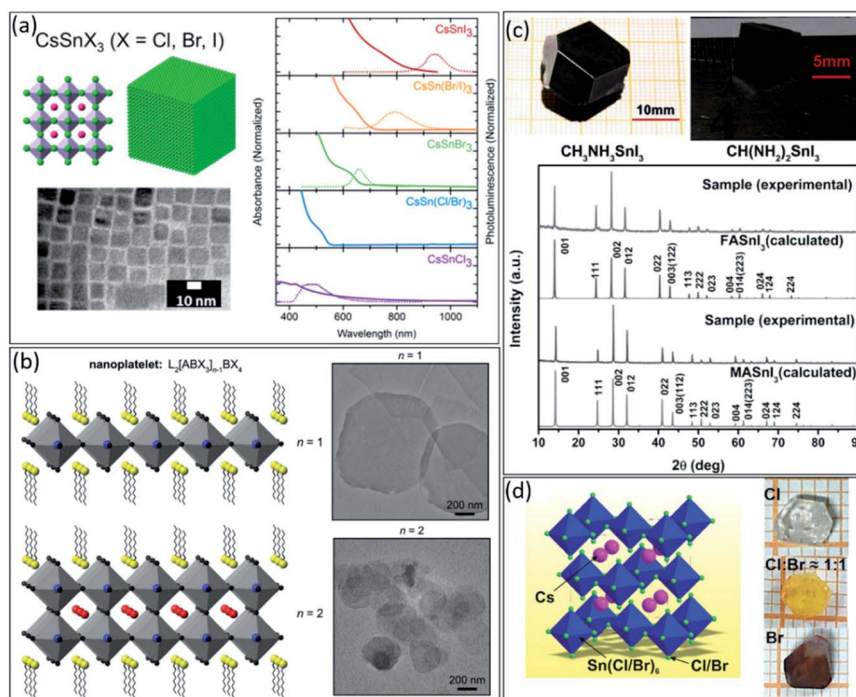 (a)
CsSnX₃ (X = Cl, Br, I)
10 nm
Absorbance (Normalized)
Photoluminescence (Normalized)
CsSnI₃
CsSn(Br/I)₃
CsSnBr₃
CsSn(Cl/Br)₃
CsSnCl₃
400
600
800
1000
Wavelength (nm)
(b)
nanoplatelet: L₂[ABX₃]ₙ₋₁BX₄
n = 1
n = 1
200 nm
n = 2
n = 2
200 nm
(c)
10mm
5mm
CH₃NH₃SnI₃
CH(NH₂)₂SnI₃
Intensity (a.u.)
Sample (experimental)
FASnI₃(calculated)
001
111
002
012
022
003(122)
113
222
023
004
014(223)
024
124
224
Sample (experimental)
MASnI₃(calculated)
001
111
002
012
022
003(112)
113
222
023
004
014(223)
024
124
224
10
20
30
40
50
60
70
80
90
2θ (deg)
(d)
Cs
Sn(Cl/Br)₆
Cl/Br
Cl
Cl:Br ≈ 1:1
Br